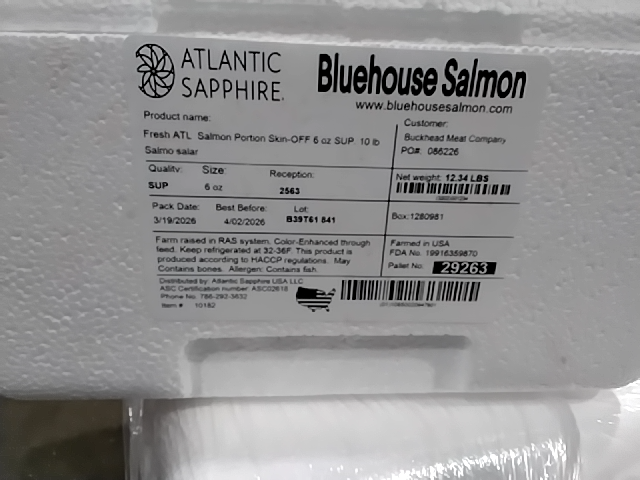 ATLANTIC
SAPPHIRE.
Bluehouse Salmon
www.bluehousesalmon.com
Product name:
Fresh ATL Salmon Portion Skin-OFF 6 oz SUP 10 lb
Salmo salar
Customer:
Buckhead Meat Company
PO#: 086226
Quality: Size: Reception:
SUP 6 oz 2563
Net weight: 12.34 LBS
Pack Date: Best Before: Lot:
3/19/2026 4/02/2026 B39T61 841
Box: 1280981
Farm raised in RAS system, Color-Enhanced through
feed. Keep refrigerated at 32-36F. This product is
produced according to HACCP regulations. May
Contains bones. Allergen: Contains fish.
Farmed in USA
FDA No. 19916359870
Pallet No: 29263
Distributed by: Atlantic Sapphire USA LLC
ASC Certification number: ASC02618
Phone No: 786-292-3632
Item # 10182